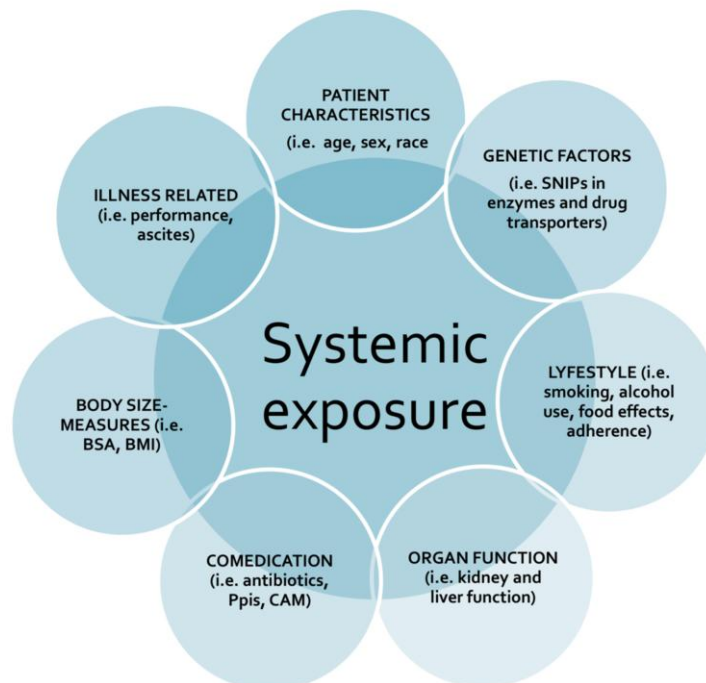 PATIENT
CHARACTERISTICS
(i.e. age, sex, race
GENETIC FACTORS
(i.e. SNIPs in
enzymes and drug
transporters)
ILLNESS RELATED
(i.e. performance,
ascites)
Systemic
exposure
LYFESTYLE (i.e.
smoking, alcohol
use, food effects,
adherence)
BODY SIZE-
MEASURES (i.e.
BSA, BMI)
ORGAN FUNCTION
(i.e. kidney and
liver function)
COMEDICATION
(i.e. antibiotics,
Ppis, CAM)